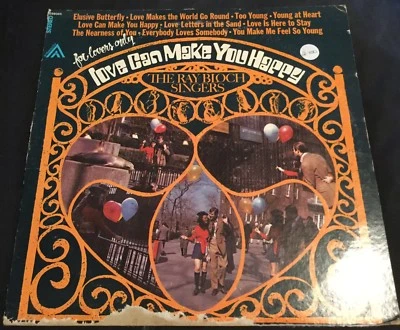 Elusive Butterfly • Love Makes the World Go Round • Too Young • Young at Heart
Love Can Make You Happy • Love Letters in the Sand • Love Is Here to Stay
The Nearness of You • Everybody Loves Somebody • You Make Me Feel So Young
for lovers only
Love Can Make You Happy
THE RAY BLOCH
SINGERS